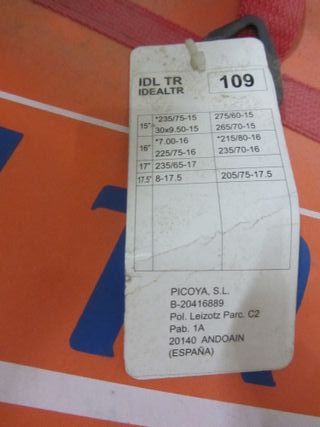 IDL TR 109
IDEALTR
15" *235/75-15 275/60-15
30x9.50-15 265/70-15
16" *7.00-16 *215/80-16
225/75-16 235/70-16
17" 235/65-17
17.5" 8-17.5 205/75-17.5
PICOYA, S.L.
B-20416889
Pol. Leizotz Parc. C2
Pab. 1A
20140 ANDOAIN
(ESPAÑA)